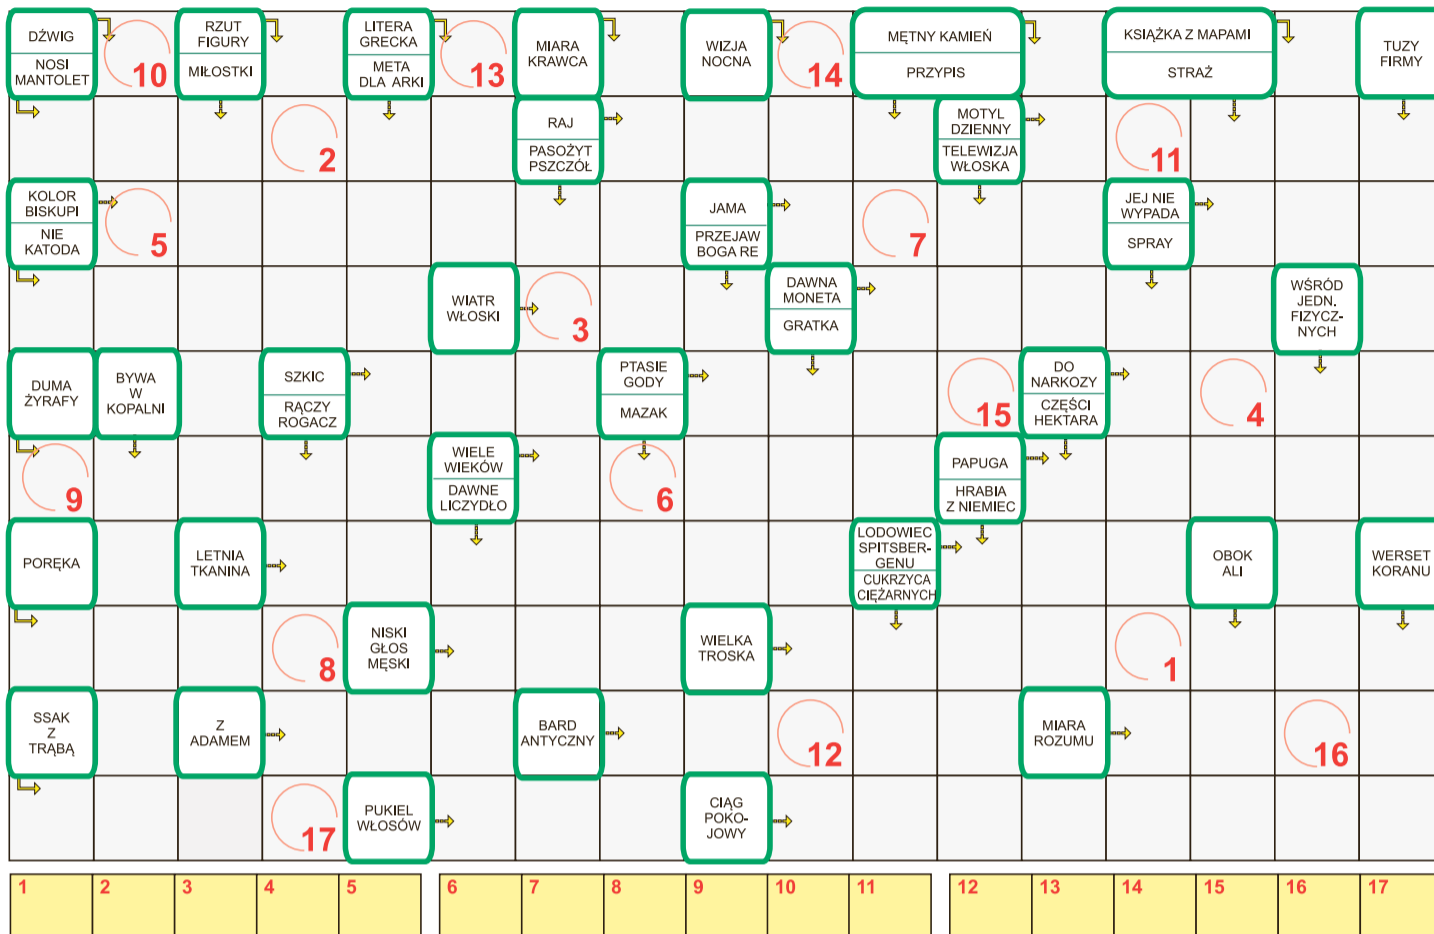 DŹWIG
NOSI
MANTOLET
10
RZUT
FIGURY
MIŁOSTKI
LITERA
GRECKA
META
DLA ARKI
13
MIARA
KRAWCA
WIZJA
NOCNA
14
MĘTNY KAMIEŃ
PRZYPIS
KSIĄŻKA Z MAPAMI
STRAŻ
TUZY
FIRMY
2
RAJ
PASOŻYT
PSZCZÓŁ
MOTYL
DZIENNY
TELEWIZJA
WŁOSKA
11
KOLOR
BISKUPI
NIE
KATODA
5
JAMA
PRZEJAW
BOGA RE
7
JEJ NIE
WYPADA
SPRAY
WIATR
WŁOSKI
3
DAWNA
MONETA
GRATKA
WŚRÓD
JEDN.
FIZYCZ-
NYCH
DUMA
ŻYRAFY
BYWA
W
KOPALNI
SZKIC
RĄCZY
ROGACZ
PTASIE
GODY
MAZAK
15
DO
NARKOZY
CZĘŚCI
HEKTARA
4
9
WIELE
WIEKÓW
DAWNE
LICZYDŁO
6
PAPUGA
HRABIA
Z NIEMIEC
PORĘKA
LETNIA
TKANINA
LODOWIEC
SPITSBER-
GENU
CUKRZYCA
CIĘŻARNYCH
OBOK
ALI
WERSET
KORANU
8
NISKI
GŁOS
MĘSKI
WIELKA
TROSKA
1
SSAK
Z
TRĄBĄ
Z
ADAMEM
BARD
ANTYCZNY
12
MIARA
ROZUMU
16
17
PUKIEL
WŁOSÓW
CIĄG
POKO-
JOWY
1 2 3 4 5 6 7 8 9 10 11 12 13 14 15 16 17